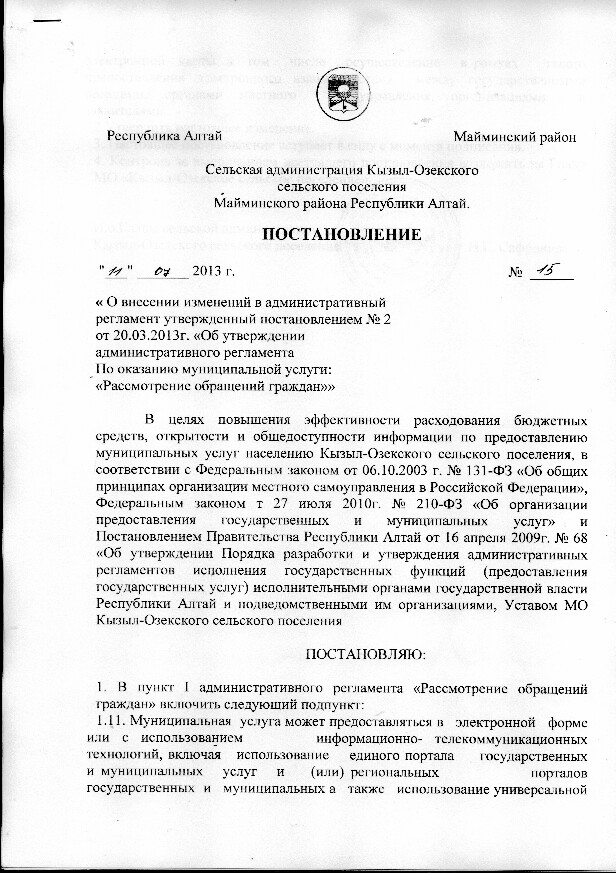 Республика Алтай Майминский район
Сельская администрация Кызыл-Озекского
сельского поселения
Майминского района Республики Алтай.
ПОСТАНОВЛЕНИЕ
"11" 07 2013 г. № 15
« О внесении изменений в административный
регламент утвержденный постановлением № 2
от 20.03.2013г. «Об утверждении
административного регламента
По оказанию муниципальной услуги:
«Рассмотрение обращений граждан»»
В целях повышения эффективности расходования бюджетных
средств, открытости и общедоступности информации по предоставлению
муниципальных услуг населению Кызыл-Озекского сельского поселения, в
соответствии с Федеральным законом от 06.10.2003 г. № 131-ФЗ «Об общих
принципах организации местного самоуправления в Российской Федерации»,
Федеральным законом т 27 июля 2010г. № 210-ФЗ «Об организации
предоставления государственных и муниципальных услуг» и
Постановлением Правительства Республики Алтай от 16 апреля 2009г. № 68
«Об утверждении Порядка разработки и утверждения административных
регламентов исполнения государственных функций (предоставления
государственных услуг) исполнительными органами государственной власти
Республики Алтай и подведомственными им организациями, Уставом МО
Кызыл-Озекского сельского поселения
ПОСТАНОВЛЯЮ:
1. В пункт I административного регламента «Рассмотрение обращений
граждан» включить следующий подпункт:
1.11. Муниципальная услуга может предоставляться в электронной форме
или с использованием информационно- телекоммуникационных
технологий, включая использование единого портала государственных
и муниципальных услуг и (или) региональных порталов
государственных и муниципальных а также использование универсальной